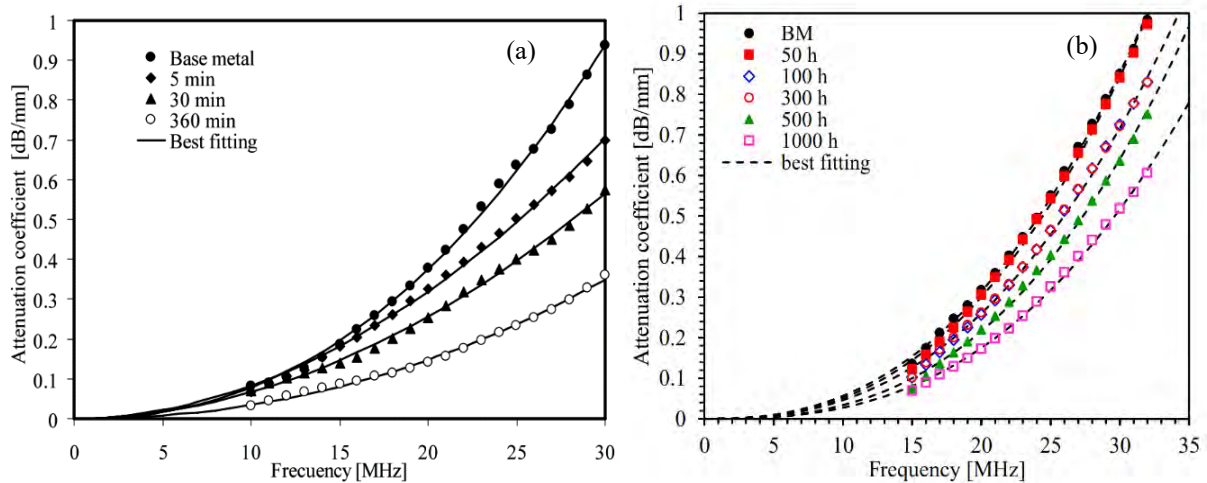 (a)
Attenuation coefficient [dB/mm]
1
0.9
0.8
0.7
0.6
0.5
0.4
0.3
0.2
0.1
0
Base metal
5 min
30 min
360 min
Best fitting
0 5 10 15 20 25 30
Frecuency [MHz]
(b)
Attenuation coefficient [dB/mm]
1
0.9
0.8
0.7
0.6
0.5
0.4
0.3
0.2
0.1
0
BM
50 h
100 h
300 h
500 h
1000 h
best fitting
0 5 10 15 20 25 30 35
Frequency [MHz]